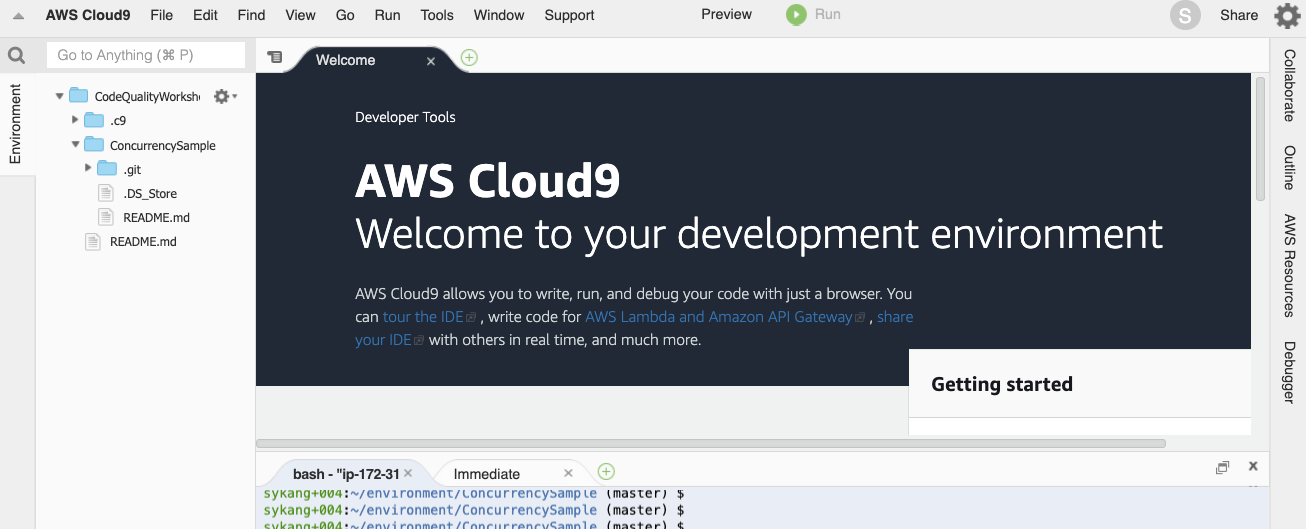 AWS Cloud9 File Edit Find View Go Run Tools Window Support Preview Run S Share
Go to Anything (⌘ P)
Welcome
Environment
CodeQualityWorksh
.c9
ConcurrencySample
.git
.DS_Store
README.md
README.md
Developer Tools
AWS Cloud9
Welcome to your development environment
AWS Cloud9 allows you to write, run, and debug your code with just a browser. You
can tour the IDE , write code for AWS Lambda and Amazon API Gateway , share
your IDE with others in real time, and much more.
Getting started
Collaborate
Outline
AWS Resources
Debugger
bash - "ip-172-31
Immediate
sykang+004:~/environment/ConcurrencySample (master) $
sykang+004:~/environment/ConcurrencySample (master) $
sykang+004:~/environment/ConcurrencySample (master) $